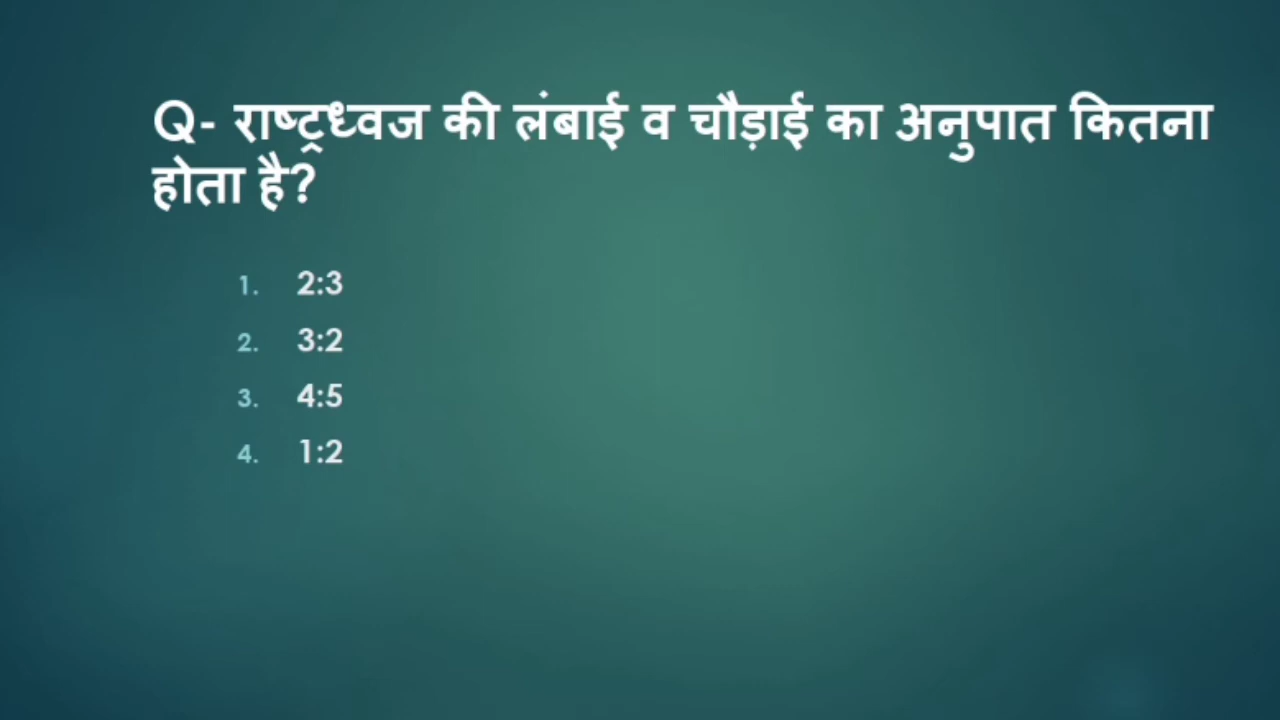 Q- राष्ट्रध्वज की लंबाई व चौड़ाई का अनुपात कितना
होता है?
1. 2:3
2. 3:2
3. 4:5
4. 1:2